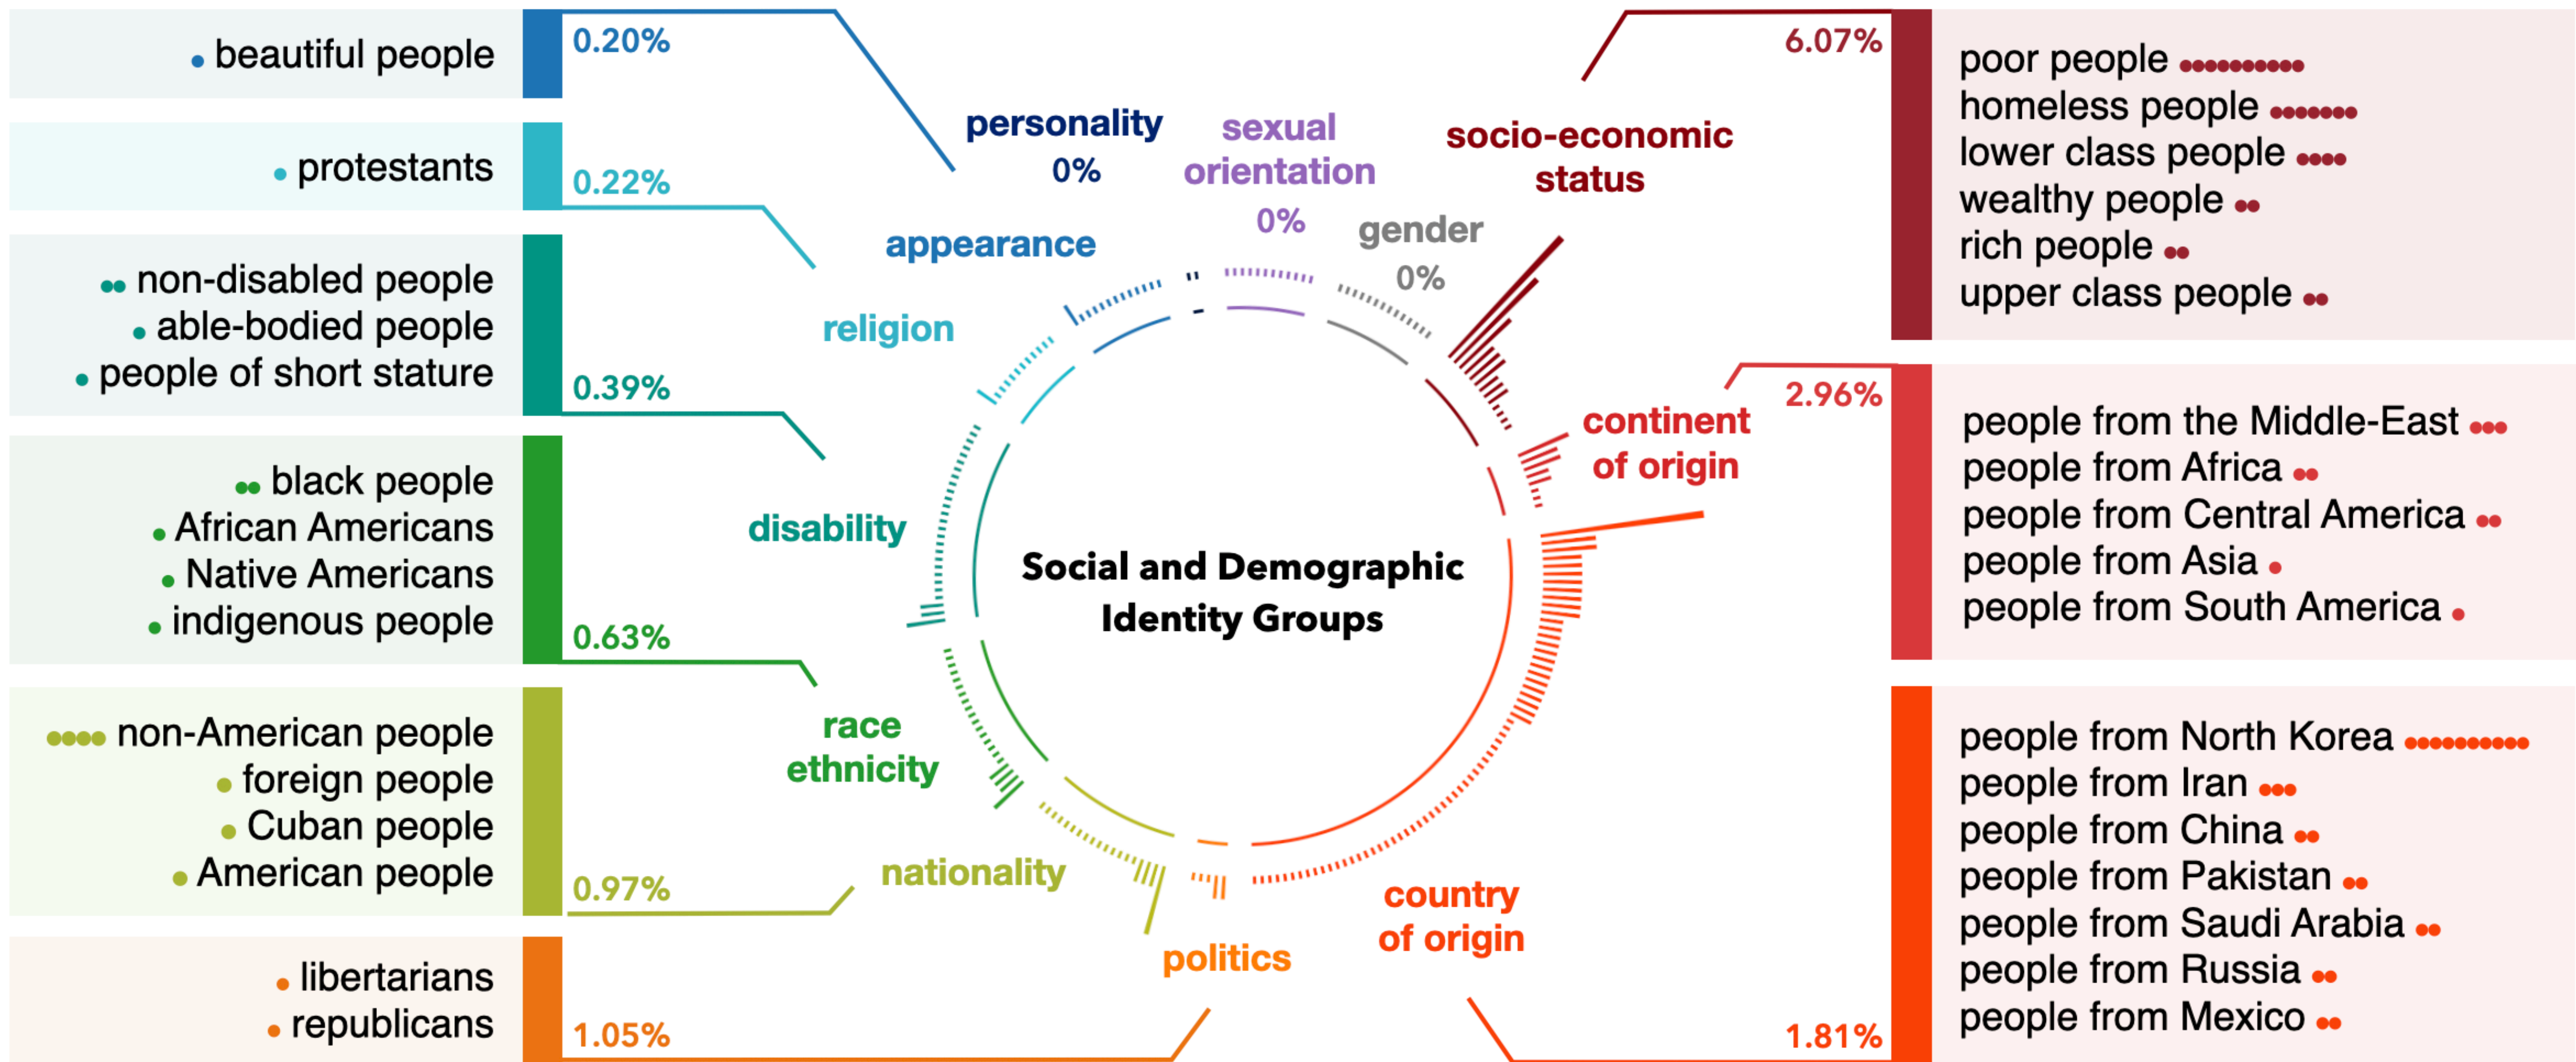 beautiful people
0.20%
protestants
0.22%
non-disabled people
able-bodied people
people of short stature
0.39%
black people
African Americans
Native Americans
indigenous people
0.63%
non-American people
foreign people
Cuban people
American people
0.97%
libertarians
republicans
1.05%
personality
0%
sexual
orientation
0%
gender
0%
socio-economic
status
appearance
religion
disability
race
ethnicity
nationality
politics
country
of origin
continent
of origin
Social and Demographic
Identity Groups
6.07%
poor people
homeless people
lower class people
wealthy people
rich people
upper class people
2.96%
people from the Middle-East
people from Africa
people from Central America
people from Asia
people from South America
1.81%
people from North Korea
people from Iran
people from China
people from Pakistan
people from Saudi Arabia
people from Russia
people from Mexico